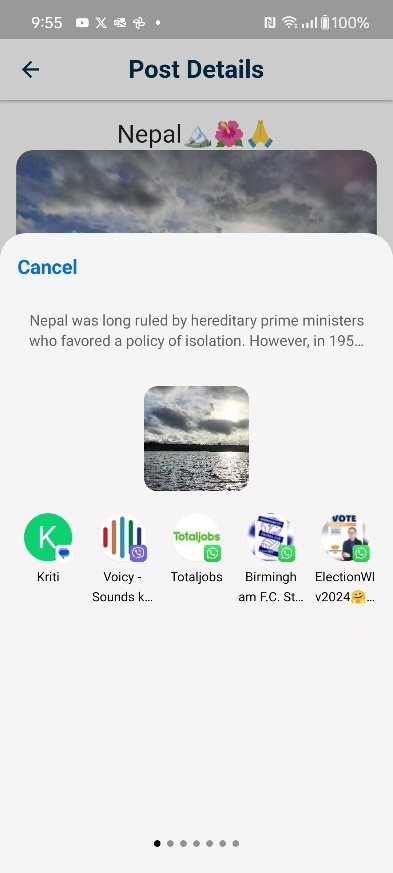 9:55
100%
Post Details
Nepal🏔️🌺🙏
Cancel
Nepal was long ruled by hereditary prime ministers
who favored a policy of isolation. However, in 195…
K
Totaljobs
VOTE
Kriti
Voicy -
Sounds k…
Totaljobs
Birmingh
am F.C. St…
ElectionWI
v2024🤗…